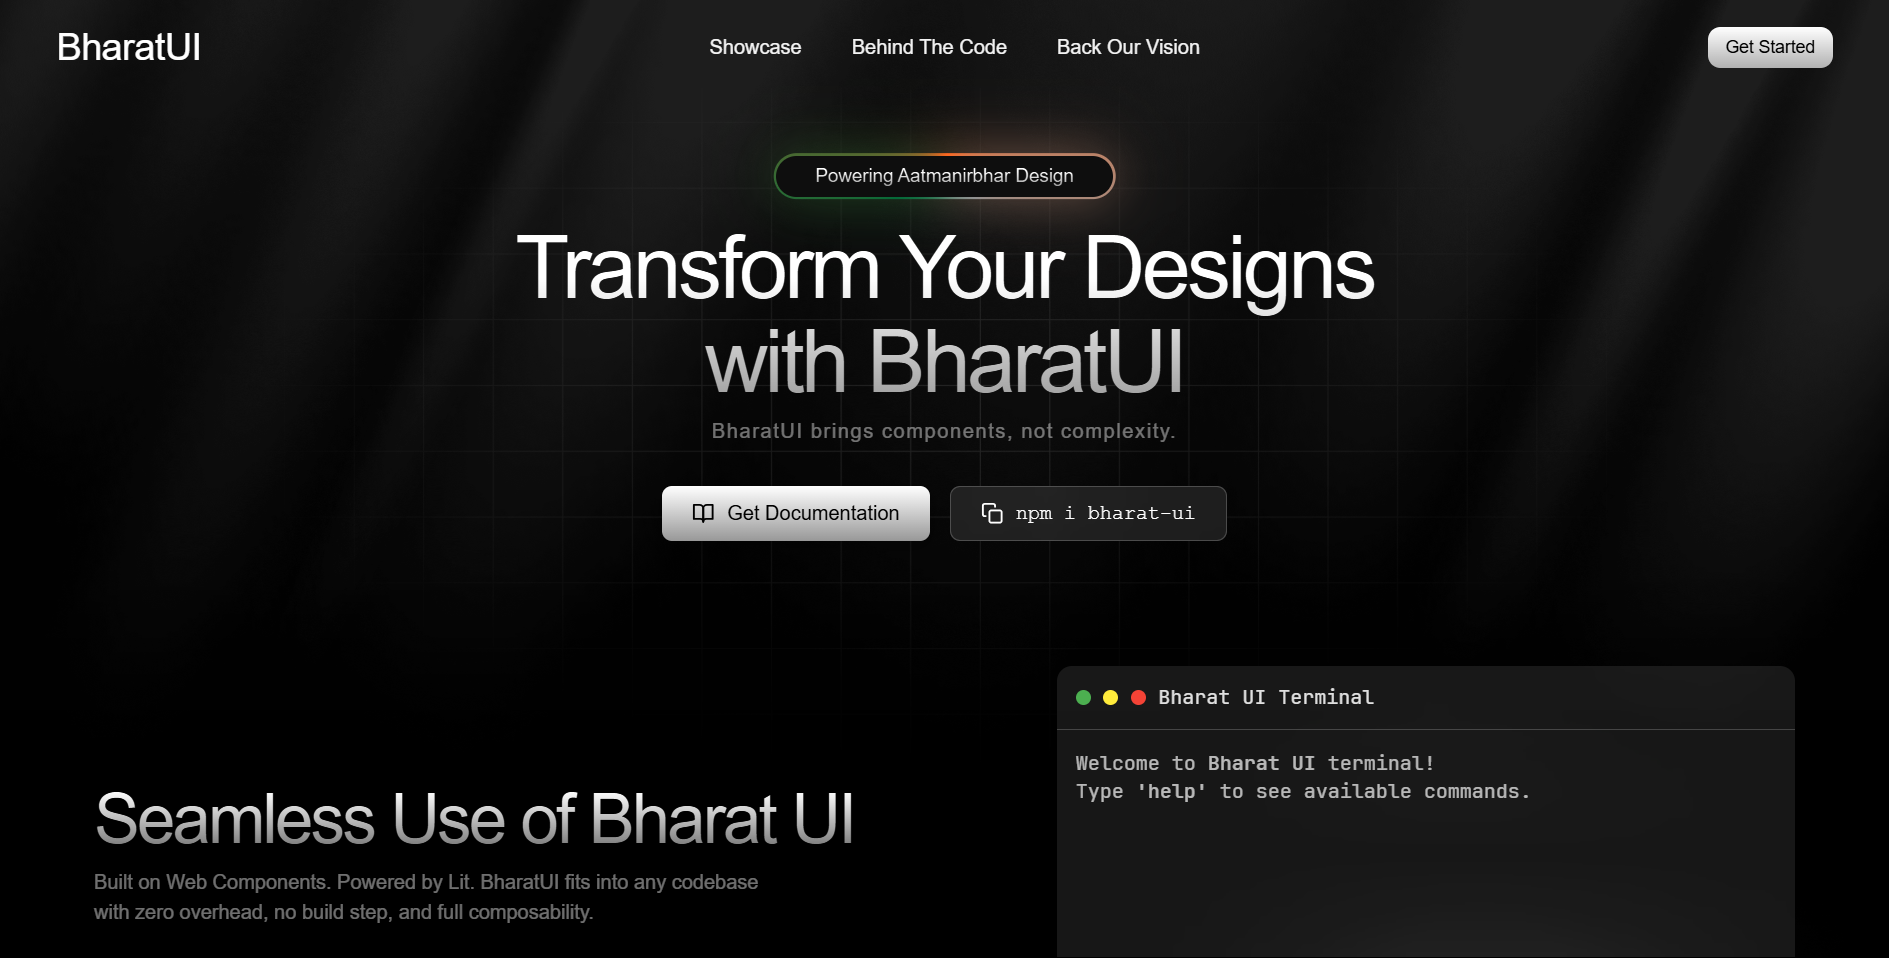 BharatUI
Showcase
Behind The Code
Back Our Vision
Get Started
Powering Aatmanirbhar Design
Transform Your Designs
with BharatUI
BharatUI brings components, not complexity.
Get Documentation
npm i bharat-ui
Seamless Use of Bharat UI
Built on Web Components. Powered by Lit. BharatUI fits into any codebase
with zero overhead, no build step, and full composability.
Bharat UI Terminal
Welcome to Bharat UI terminal!
Type 'help' to see available commands.